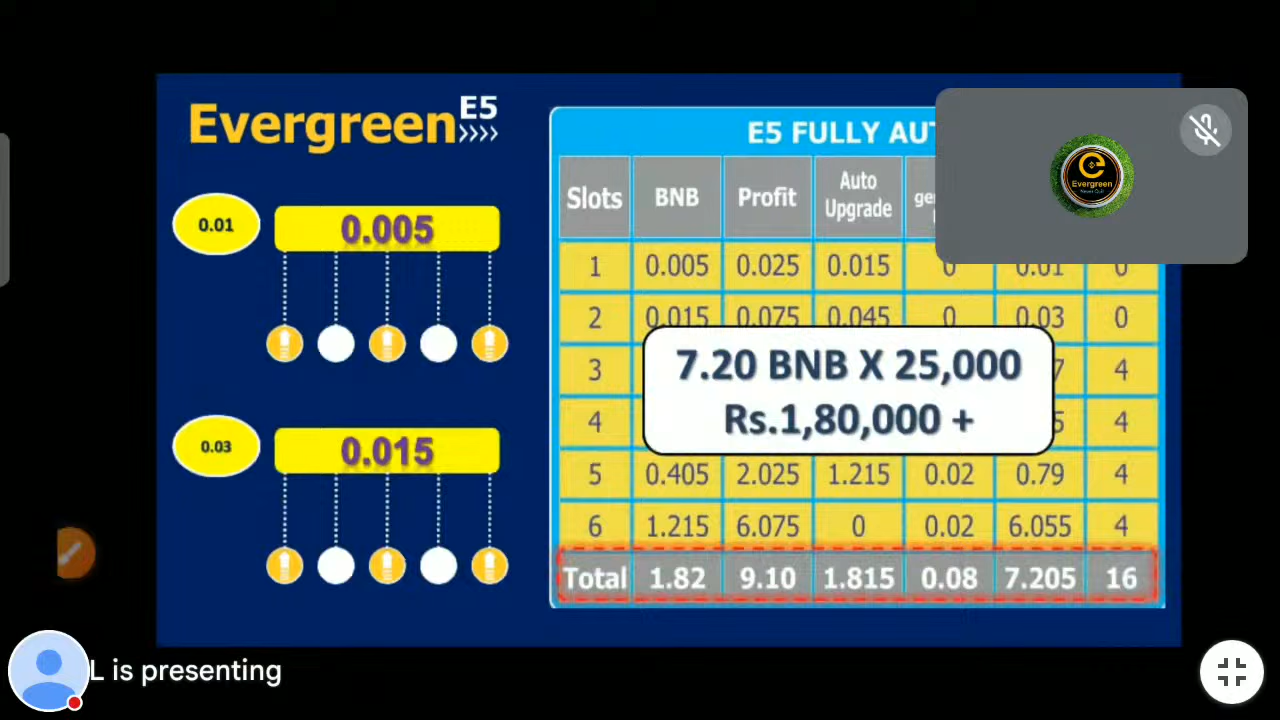 Evergreen E5
>>>>
0.01
0.005
0.03
0.015
E5 FULLY AUT
Slots BNB Profit Auto Upgrade
1 0.005 0.025 0.015 0 0.01 0
2 0.015 0.075 0.045 0 0.03 0
3 4
4 4
5 0.405 2.025 1.215 0.02 0.79 4
6 1.215 6.075 0 0.02 6.055 4
Total 1.82 9.10 1.815 0.08 7.205 16
7.20 BNB X 25,000
Rs.1,80,000 +
e
Evergreen
Never Quit
L is presenting